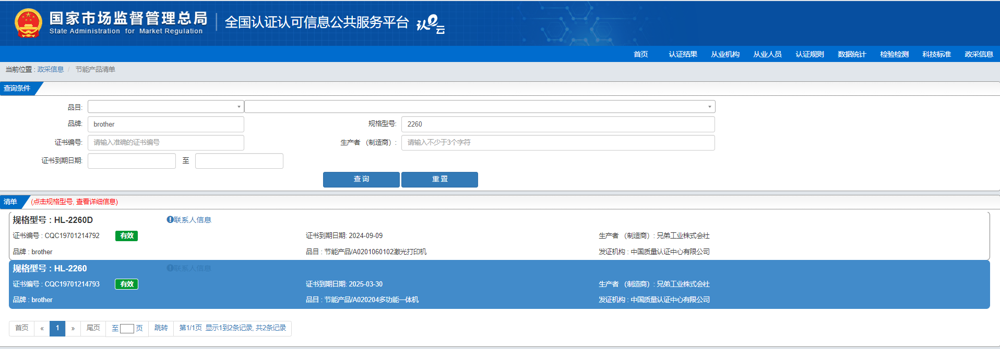 国家市场监督管理总局
State Administration for Market Regulation
全国认证认可信息公共服务平台 认e云
首页 认证结果 从业机构 从业人员 认证规则 数据统计 检验检测 科技标准 政采信息
当前位置 : 政采信息 / 节能产品清单
查询条件
品目:
品牌: brother 规格型号: 2260
证书编号: 请输入准确的证书编号 生产者 （制造商）: 请输入不少于3个字符
证书到期日期: 至
查 询 重 置
清单 (点击规格型号, 查看详细信息)
规格型号 : HL-2260D 联系人信息
证书编号 : CQC19701214792 有效 证书到期日期: 2024-09-09 生产者 （制造商）: 兄弟工业株式会社
品牌 : brother 品目 : 节能产品/A0201060102激光打印机 发证机构 : 中国质量认证中心有限公司
规格型号 : HL-2260 联系人信息
证书编号 : CQC19701214793 有效 证书到期日期: 2025-03-30 生产者 （制造商）: 兄弟工业株式会社
品牌 : brother 品目 : 节能产品/A020204多功能一体机 发证机构 : 中国质量认证中心有限公司
首页 « 1 » 尾页 至 页 跳转 第1/1页 显示1到2条记录, 共2条记录